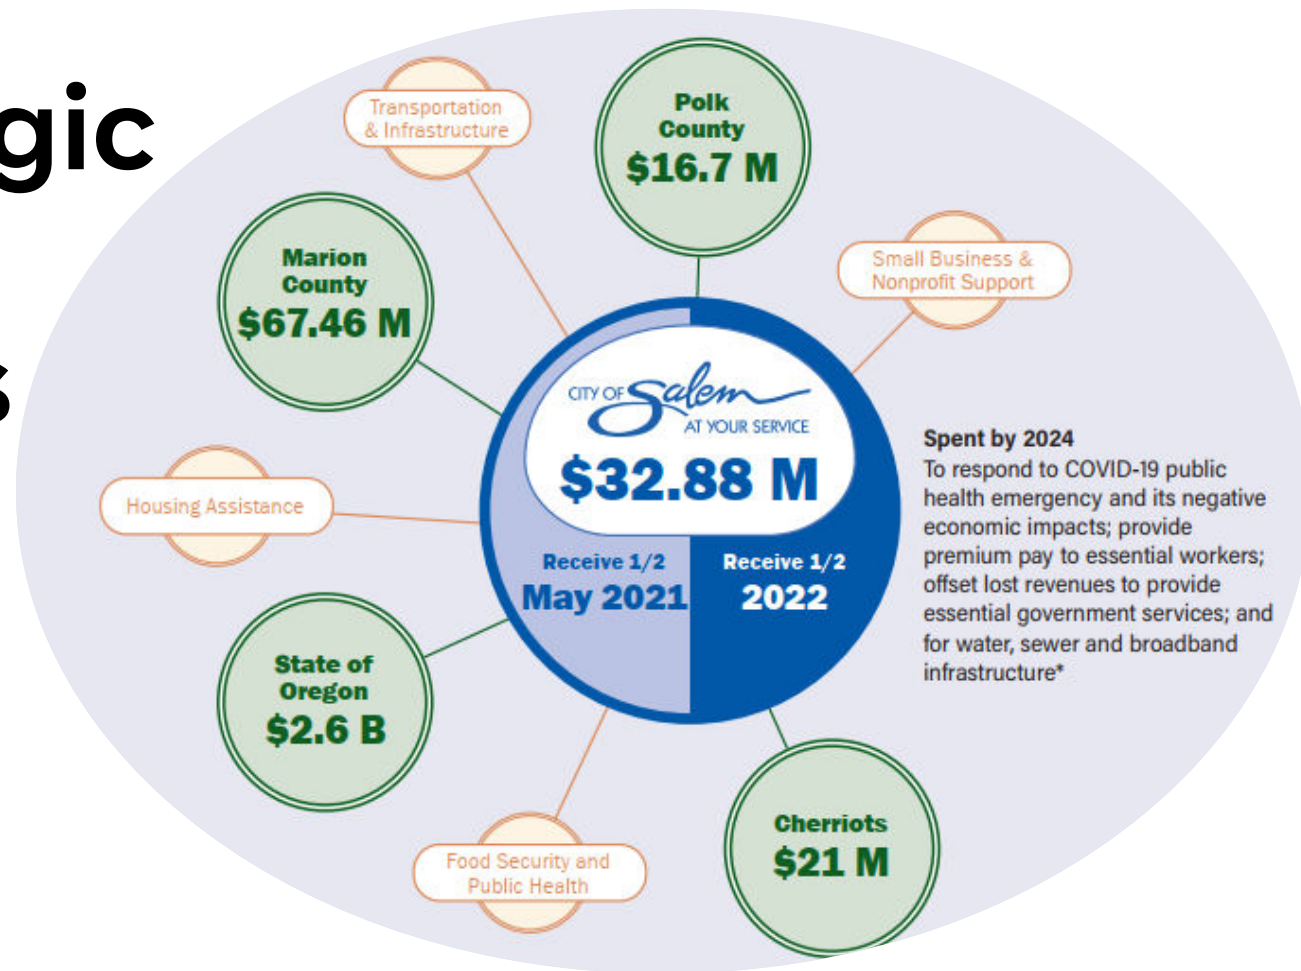 gic
s
Transportation
& Infrastructure
Polk
County
$16.7 M
Marion
County
$67.46 M
Small Business &
Nonprofit Support
CITY OF Salem
AT YOUR SERVICE
$32.88 M
Receive 1/2
May 2021
Receive 1/2
2022
Spent by 2024
To respond to COVID-19 public
health emergency and its negative
economic impacts; provide
premium pay to essential workers;
offset lost revenues to provide
essential government services; and
for water, sewer and broadband
infrastructure*
Housing Assistance
State of
Oregon
$2.6 B
Food Security and
Public Health
Cherriots
$21 M